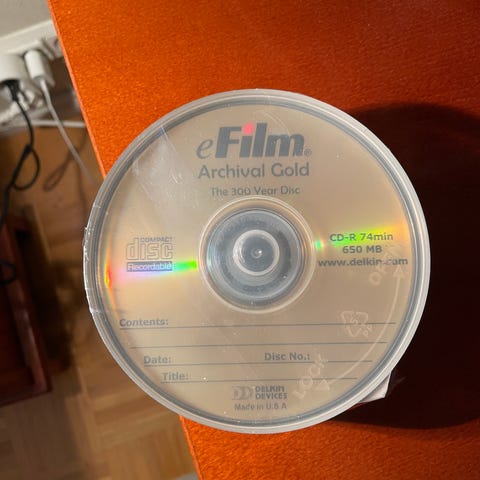 eFilm®
Archival Gold
The 300 Year Disc
COMPACT
disc
Recordable
CD-R 74min
650 MB
www.delkin.com
OPEN
Contents:
Date:
Disc No.:
Title:
LOCK
DELKIN
DEVICES
Made in U.S.A